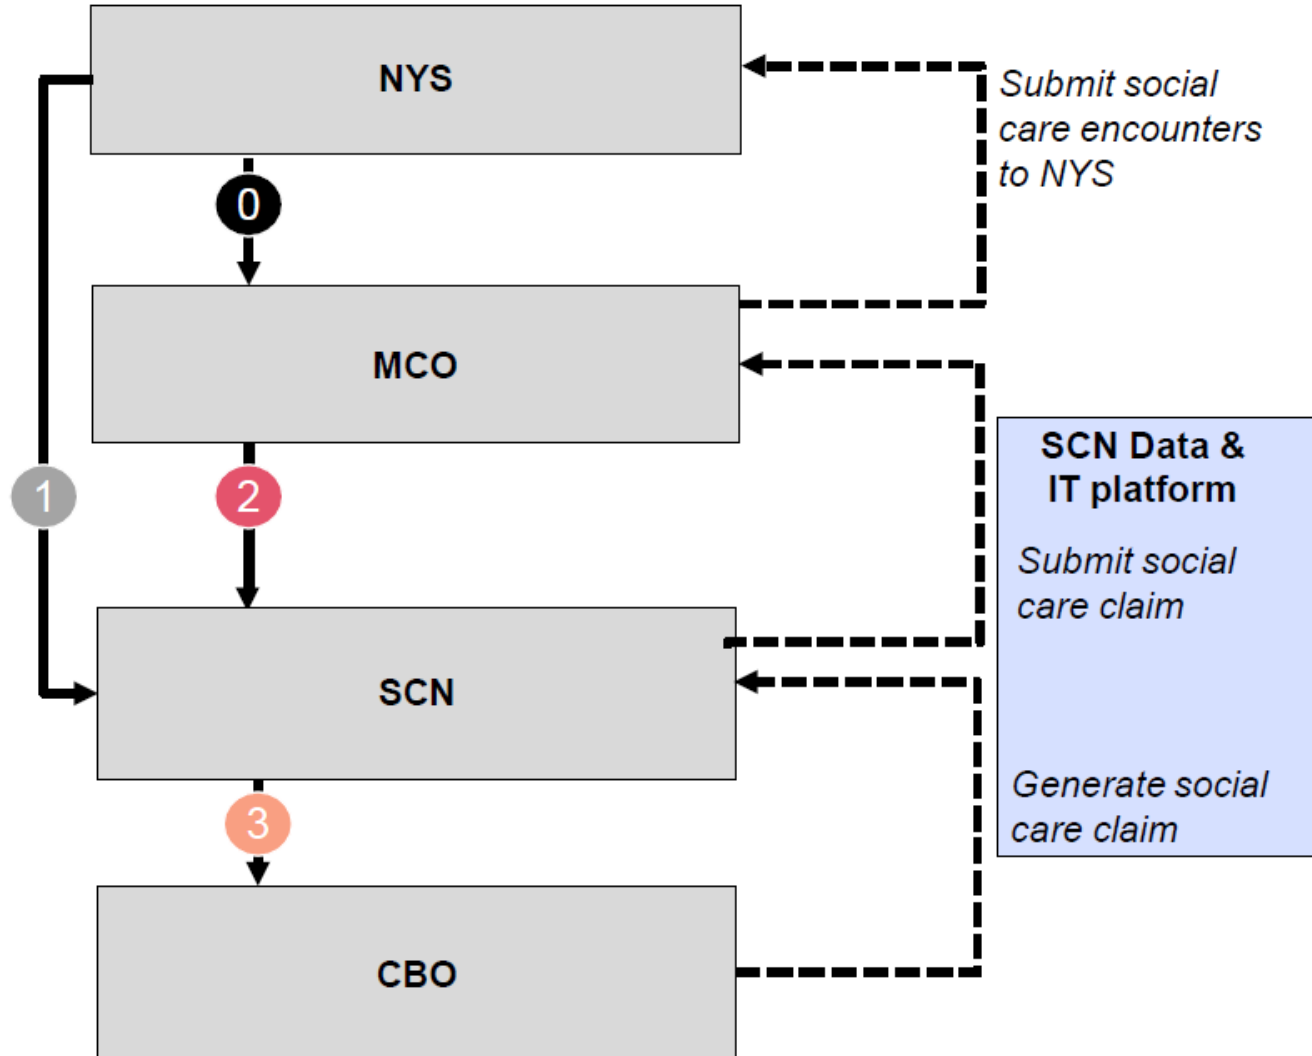 NYS
Submit social
care encounters
to NYS
0
MCO
SCN Data &
IT platform
1
2
Submit social
care claim
SCN
Generate social
care claim
3
CBO